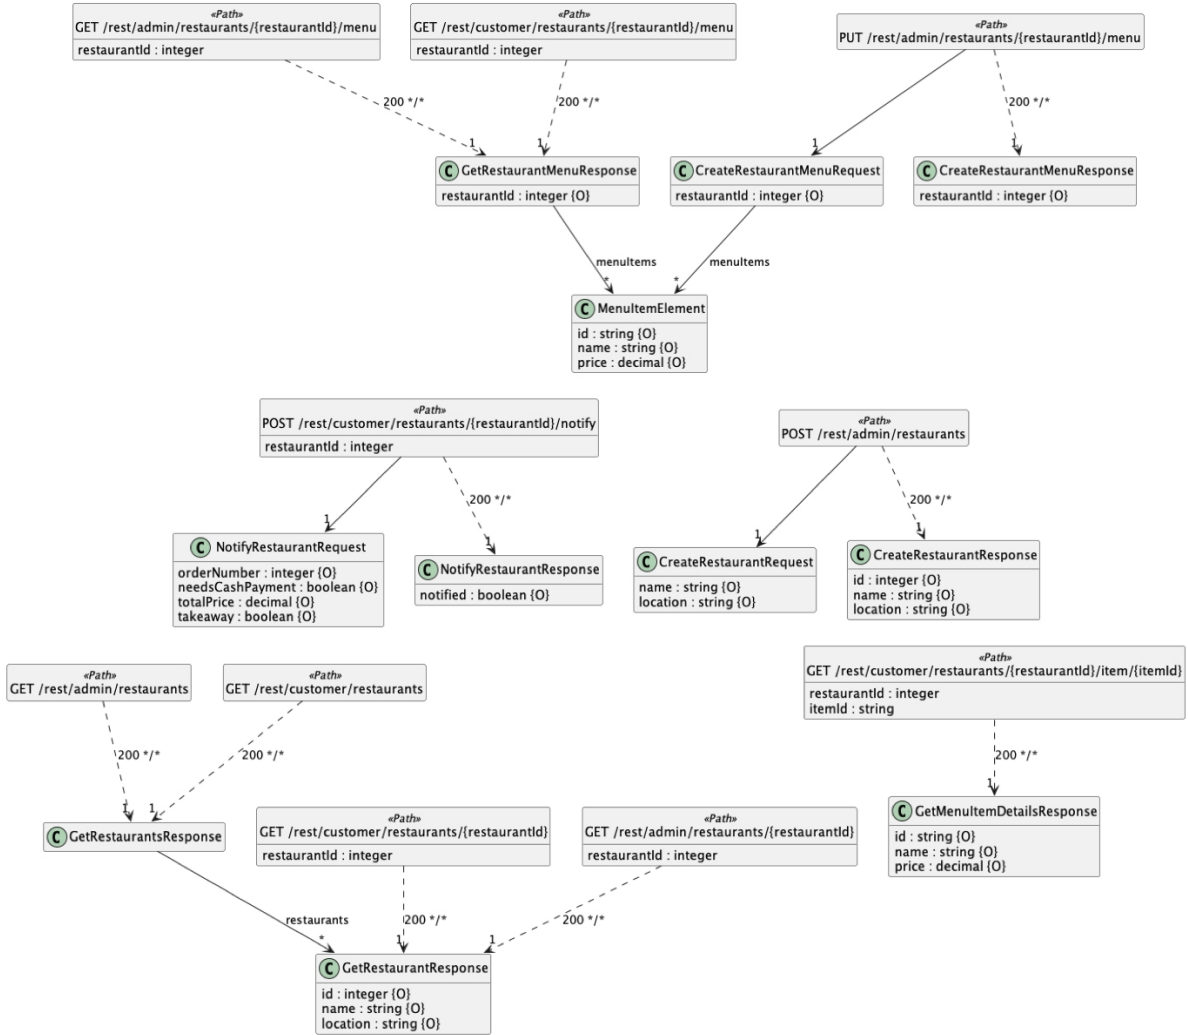 «Path»
GET /rest/admin/restaurants/{restaurantId}/menu
restaurantId : integer
«Path»
GET /rest/customer/restaurants/{restaurantId}/menu
restaurantId : integer
«Path»
PUT /rest/admin/restaurants/{restaurantId}/menu
200 */*
200 */*
200 */*
1
1
1
1
C GetRestaurantMenuResponse
restaurantId : integer {O}
C CreateRestaurantMenuRequest
restaurantId : integer {O}
C CreateRestaurantMenuResponse
restaurantId : integer {O}
menuItems
menuItems
*
*
C MenuItemElement
id : string {O}
name : string {O}
price : decimal {O}
«Path»
POST /rest/customer/restaurants/{restaurantId}/notify
restaurantId : integer
«Path»
POST /rest/admin/restaurants
200 */*
200 */*
1
1
1
1
C NotifyRestaurantRequest
orderNumber : integer {O}
needsCashPayment : boolean {O}
totalPrice : decimal {O}
takeaway : boolean {O}
C NotifyRestaurantResponse
notified : boolean {O}
C CreateRestaurantRequest
name : string {O}
location : string {O}
C CreateRestaurantResponse
id : integer {O}
name : string {O}
location : string {O}
«Path»
GET /rest/admin/restaurants
«Path»
GET /rest/customer/restaurants
«Path»
GET /rest/customer/restaurants/{restaurantId}/item/{itemId}
restaurantId : integer
itemId : string
200 */*
200 */*
200 */*
1
1
1
C GetRestaurantsResponse
«Path»
GET /rest/customer/restaurants/{restaurantId}
restaurantId : integer
«Path»
GET /rest/admin/restaurants/{restaurantId}
restaurantId : integer
C GetMenuItemDetailsResponse
id : string {O}
name : string {O}
price : decimal {O}
restaurants
200 */*
200 */*
*
1
1
C GetRestaurantResponse
id : integer {O}
name : string {O}
location : string {O}